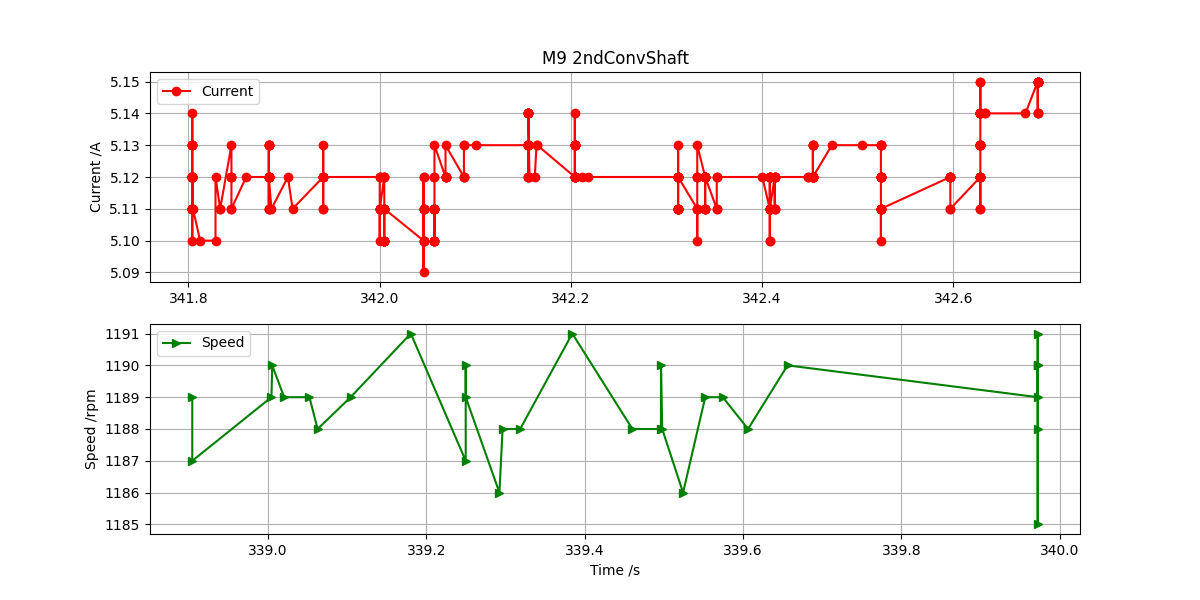 M9 2ndConvShaft
Current /A
5.15
5.14
5.13
5.12
5.11
5.10
5.09
Current
341.8 342.0 342.2 342.4 342.6
Speed /rpm
1191
1190
1189
1188
1187
1186
1185
Speed
339.0 339.2 339.4 339.6 339.8 340.0
Time /s